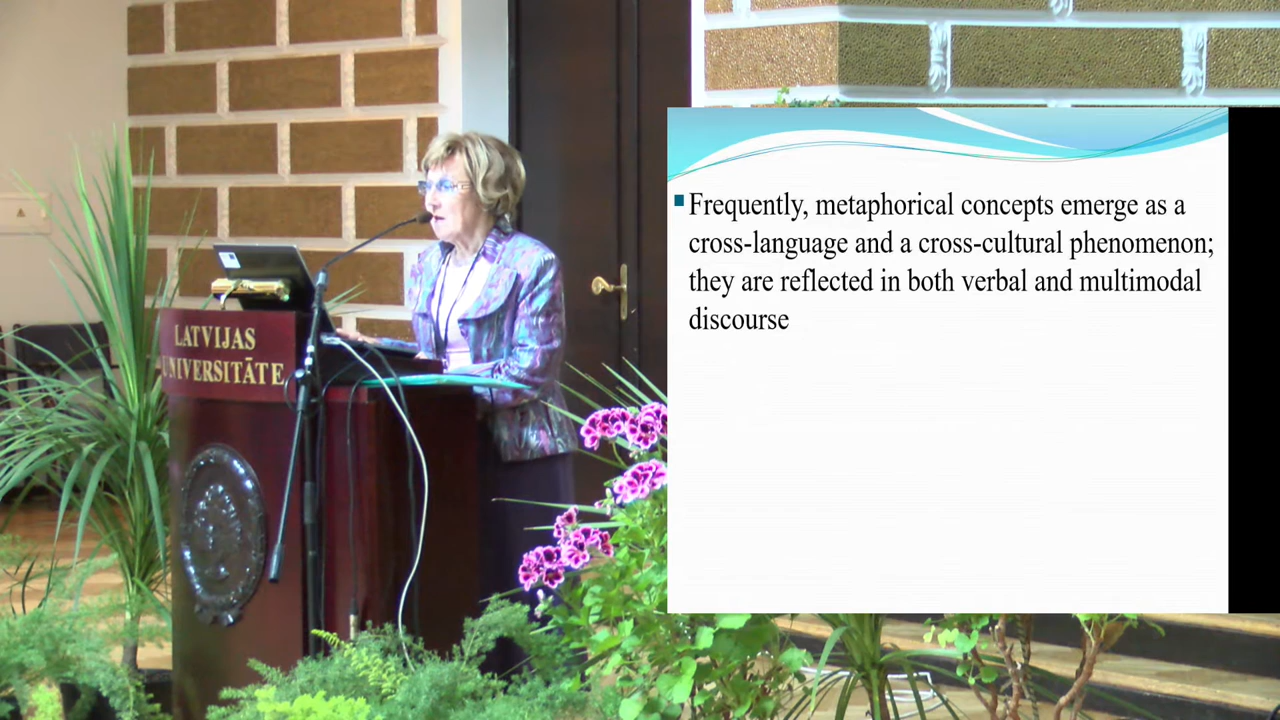 LATVIJAS
UNIVERSITĀTE
Frequently, metaphorical concepts emerge as a
cross-language and a cross-cultural phenomenon;
they are reflected in both verbal and multimodal
discourse